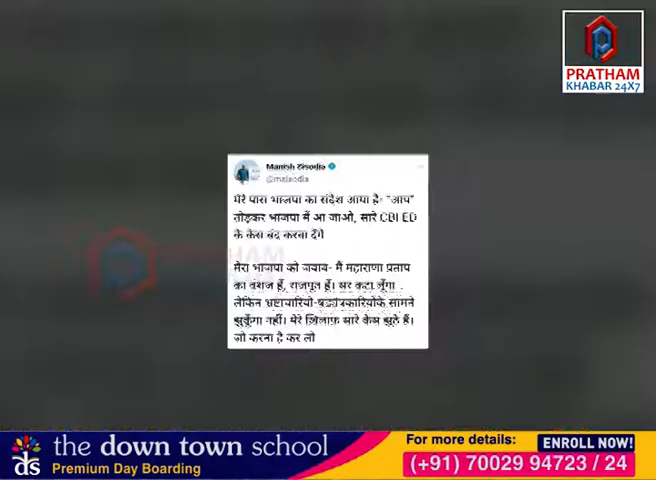 PRATHAM
KHABAR 24X7
Manish Sisodia
@msisodia
मेरे पास भाजपा का संदेश आया है- “आप”
तोड़कर भाजपा में आ जाओ, सारे CBI ED
के केस बंद करवा देंगे
मेरा भाजपा को जवाब- मैं महाराणा प्रताप
का वंशज हूँ, राजपूत हूँ। सर कटा लूँगा
लेकिन भ्रष्टाचारियो-षड्यंत्रकारियोंके सामने
झुकूँगा नहीं। मेरे ख़िलाफ़ सारे केस झूठे हैं।
जो करना है कर लो
PRATHAM
the down town school
Premium Day Boarding
ds
For more details:
ENROLL NOW!
(+91) 70029 94723 / 24